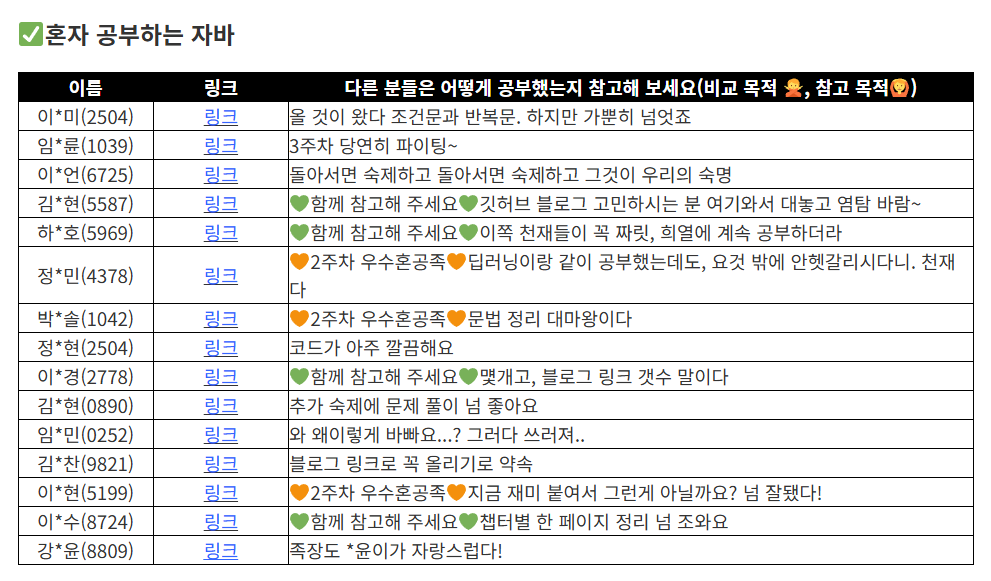 ✅혼자 공부하는 자바
이름 링크 다른 분들은 어떻게 공부했는지 참고해 보세요(비교 목적 🙅, 참고 목적🙆)
이*미(2504) 링크 올 것이 왔다 조건문과 반복문. 하지만 가뿐히 넘엇죠
임*륜(1039) 링크 3주차 당연히 파이팅~
이*언(6725) 링크 돌아서면 숙제하고 돌아서면 숙제하고 그것이 우리의 숙명
김*현(5587) 링크 💚함께 참고해 주세요💚깃허브 블로그 고민하시는 분 여기와서 대놓고 염탐 바람~
하*호(5969) 링크 💚함께 참고해 주세요💚이쪽 천재들이 꼭 짜릿, 희열에 계속 공부하더라
정*민(4378) 링크 🧡2주차 우수혼공족🧡딥러닝이랑 같이 공부했는데도, 요것 밖에 안헷갈리시다니. 천재
다
박*솔(1042) 링크 🧡2주차 우수혼공족🧡문법 정리 대마왕이다
정*현(2504) 링크 코드가 아주 깔끔해요
이*경(2778) 링크 💚함께 참고해 주세요💚몇개고, 블로그 링크 갯수 말이다
김*현(0890) 링크 추가 숙제에 문제 풀이 넘 좋아요
임*민(0252) 링크 와 왜이렇게 바빠요...? 그러다 쓰러져..
김*찬(9821) 링크 블로그 링크로 꼭 올리기로 약속
이*현(5199) 링크 🧡2주차 우수혼공족🧡지금 재미 붙여서 그런게 아닐까요? 넘 잘됐다!
이*수(8724) 링크 💚함께 참고해 주세요💚챕터별 한 페이지 정리 넘 조와요
강*윤(8809) 링크 족장도 *윤이가 자랑스럽다!